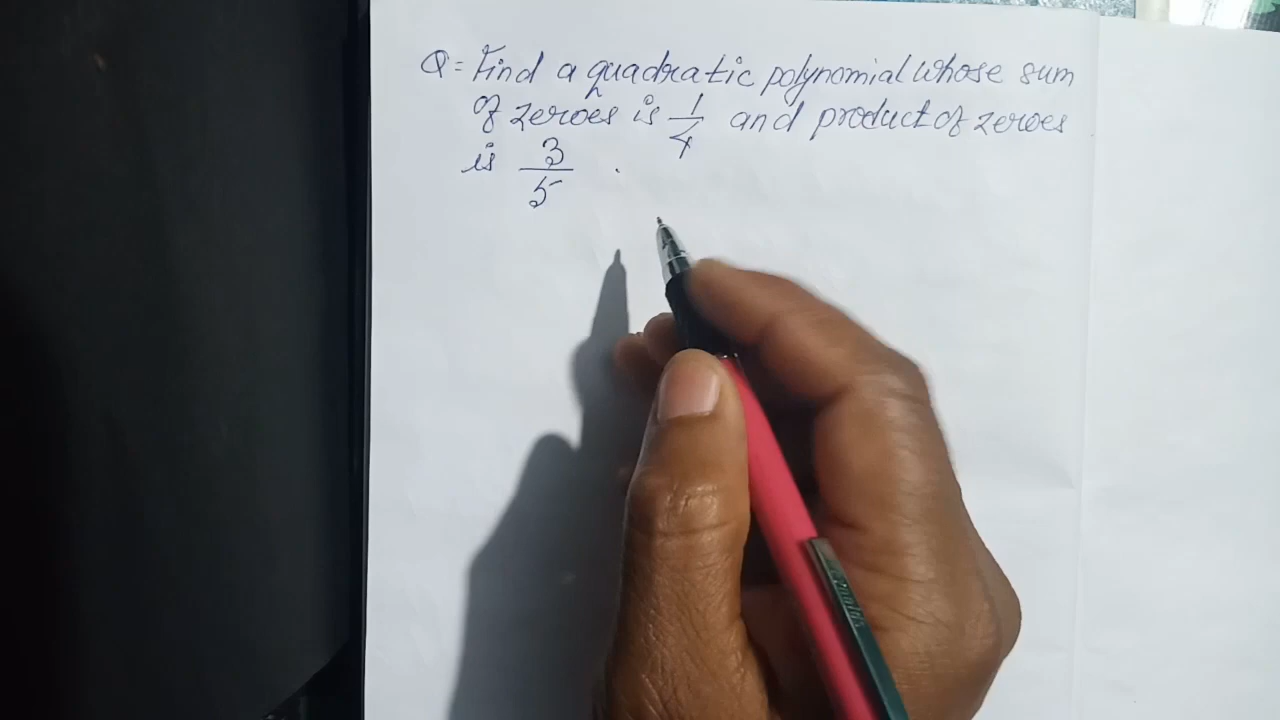 Q = Find a quadratic polynomial whose sum
of zeroes is 1/4 and product of zeroes
is 3/5 .